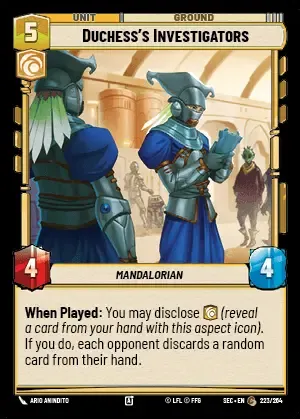 UNIT
GROUND
5
DUCHESS'S INVESTIGATORS
4
4
MANDALORIAN
When Played: You may disclose (reveal
a card from your hand with this aspect icon).
If you do, each opponent discards a random
card from their hand.
ARIO ANINDITO
© LFL © FFG
SEC • EN
223/264